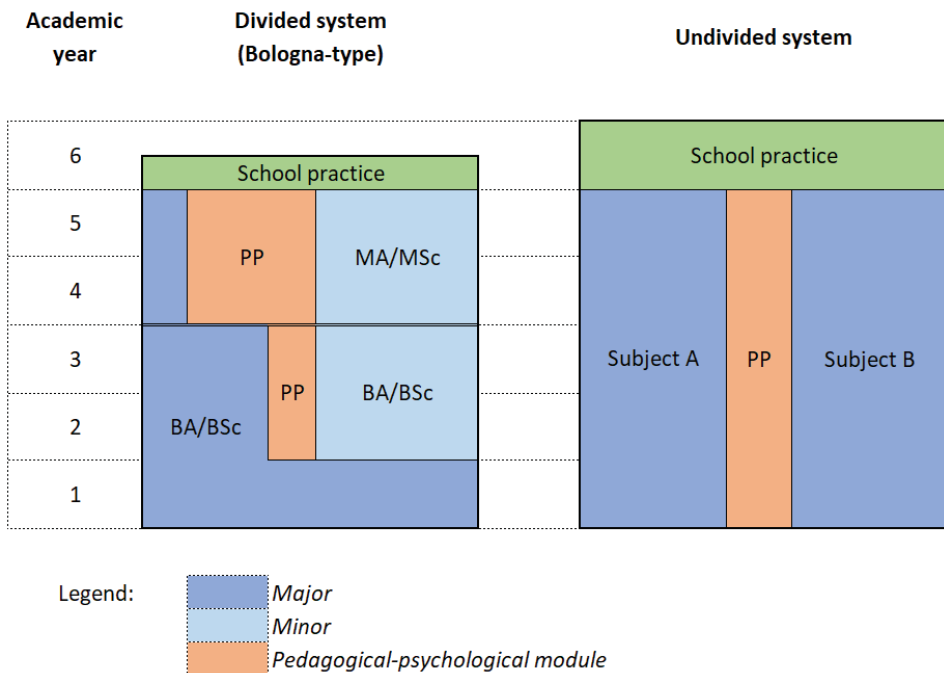 Academic
year
Divided system
(Bologna-type)
Undivided system
6
School practice
School practice
5
PP
MA/MSc
4
3
PP
BA/BSc
Subject A
PP
Subject B
2
BA/BSc
1
Legend:
Major
Minor
Pedagogical-psychological module